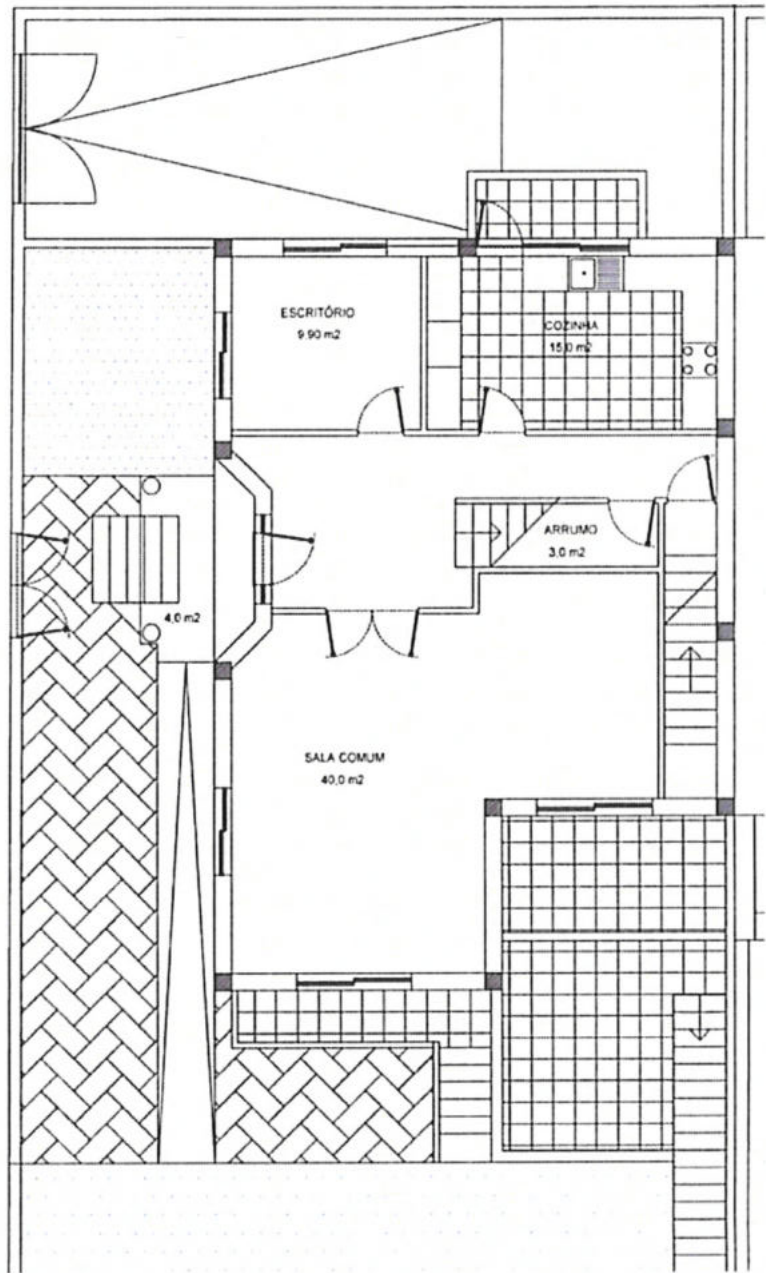 ESCRITÓRIO
9.90 m2
COZINHA
15,0 m2
ARRUMO
3,0 m2
4,0 m2
SALA COMUM
40,0 m2